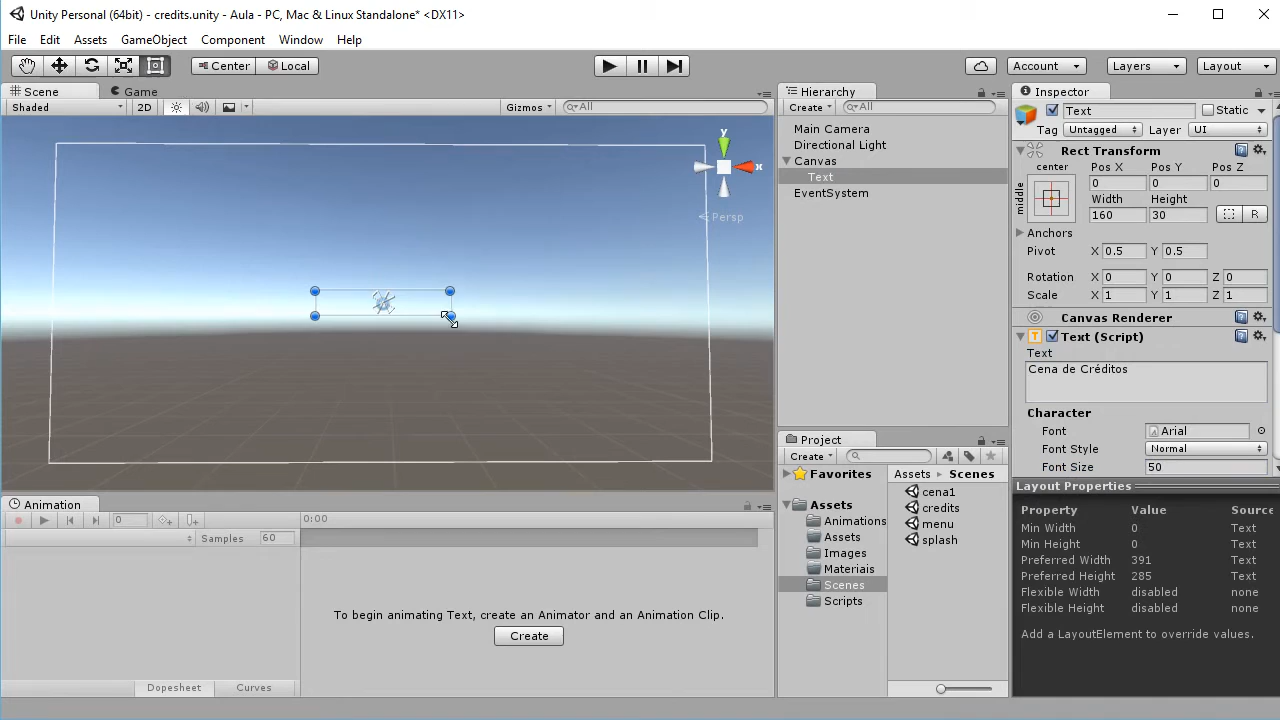 Unity Personal (64bit) - credits.unity - Aula - PC, Mac & Linux Standalone* <DX11>
File Edit Assets GameObject Component Window Help
Center Local Account Layers Layout
Scene Game
Shaded 2D Gizmos All
y
x
Persp
Hierarchy
Create All
Main Camera
Directional Light
Canvas
Text
EventSystem
Project
Create
Favorites
Assets
Animations
Assets
Images
Materiais
Scenes
Scripts
Assets Scenes
cena1
credits
menu
splash
Inspector
Text Static
Tag Untagged Layer UI
Rect Transform
center Pos X Pos Y Pos Z
middle 0 0 0
Width Height
160 30 R
Anchors
Pivot X 0.5 Y 0.5
Rotation X 0 Y 0 Z 0
Scale X 1 Y 1 Z 1
Canvas Renderer
Text (Script)
Text
Cena de Créditos
Character
Font Arial
Font Style Normal
Font Size 50
Layout Properties
Property Value Source
Min Width 0 Text
Min Height 0 Text
Preferred Width 391 Text
Preferred Height 285 Text
Flexible Width disabled none
Flexible Height disabled none
Add a LayoutElement to override values.
Animation
0 0:00
Samples 60
To begin animating Text, create an Animator and an Animation Clip.
Create
Dopesheet Curves